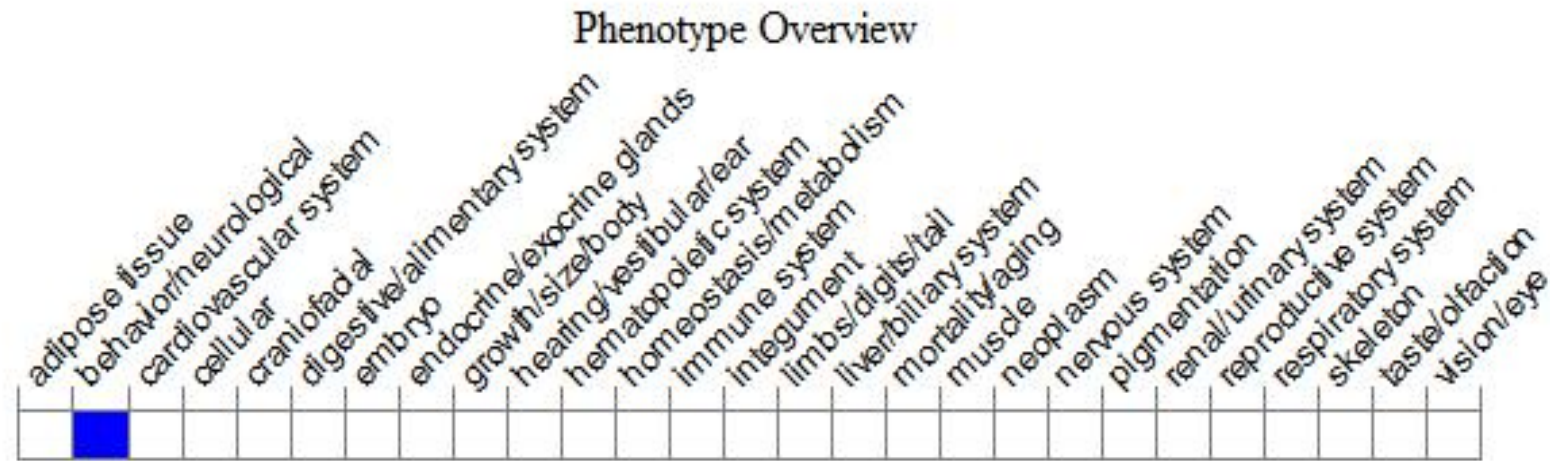 Phenotype Overview
adipose tissue
behavior/neurological
cardiovascular system
cellular
craniofacial
digestive/alimentary system
embryo
endocrine/exocrine glands
growth/size/body
hearing/vestibular/ear
hematopoietic system
homeostasis/metabolism
immune system
integument
limbs/digits/tail
liver/biliary system
mortality/aging
muscle
neoplasm
nervous system
pigmentation
renal/urinary system
reproductive system
respiratory system
skeleton
taste/olfaction
vision/eye